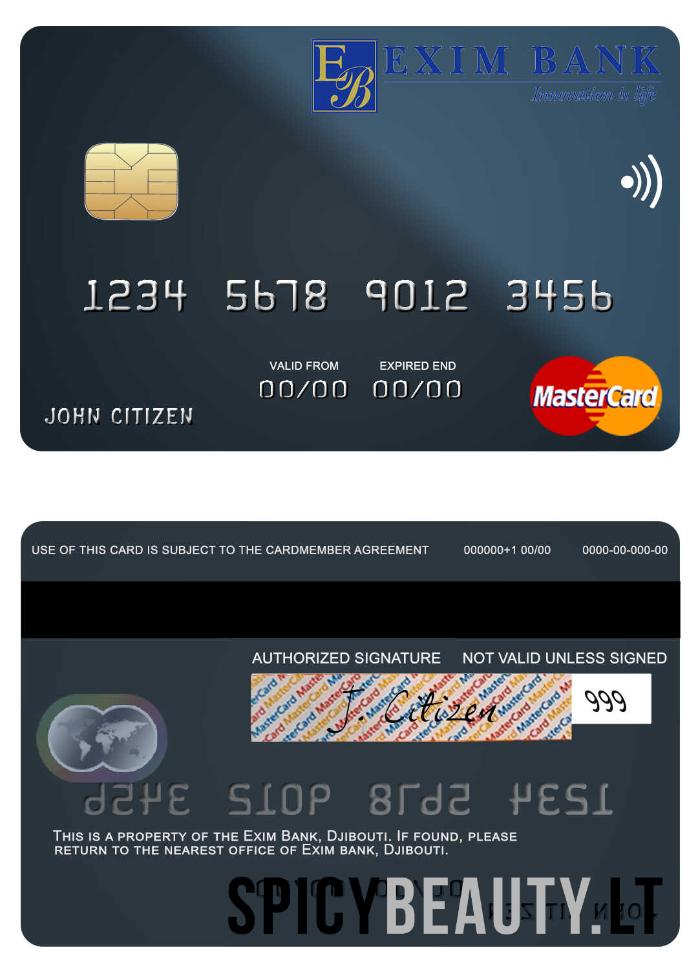 EB EXIM BANK
Innovation is life
1234 5678 9012 3456
VALID FROM EXPIRED END
00/00 00/00
JOHN CITIZEN
MasterCard
USE OF THIS CARD IS SUBJECT TO THE CARDMEMBER AGREEMENT 000000+1 00/00 0000-00-000-00
AUTHORIZED SIGNATURE NOT VALID UNLESS SIGNED
J. Citizen 999
THIS IS A PROPERTY OF THE EXIM BANK, DJIBOUTI. IF FOUND, PLEASE
RETURN TO THE NEAREST OFFICE OF EXIM BANK, DJIBOUTI.
SPICYBEAUTY.LT